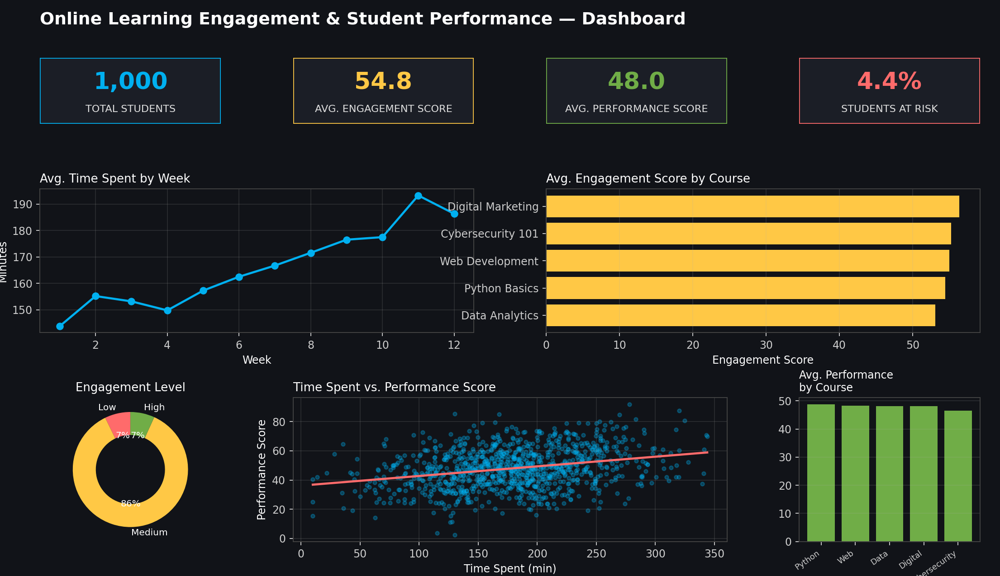 Online Learning Engagement & Student Performance — Dashboard
1,000
TOTAL STUDENTS
54.8
AVG. ENGAGEMENT SCORE
48.0
AVG. PERFORMANCE SCORE
4.4%
STUDENTS AT RISK
Avg. Time Spent by Week
190
180
170
160
150
Minutes
2 4 6 8 10 12
Week
Avg. Engagement Score by Course
Digital Marketing
Cybersecurity 101
Web Development
Python Basics
Data Analytics
0 10 20 30 40 50
Engagement Score
Engagement Level
Low High
7% 7%
86%
Medium
Time Spent vs. Performance Score
80
60
40
20
0
Performance Score
0 50 100 150 200 250 300 350
Time Spent (min)
Avg. Performance
by Course
50
40
30
20
10
0
Python
Web
Data
Digital
bersecurity